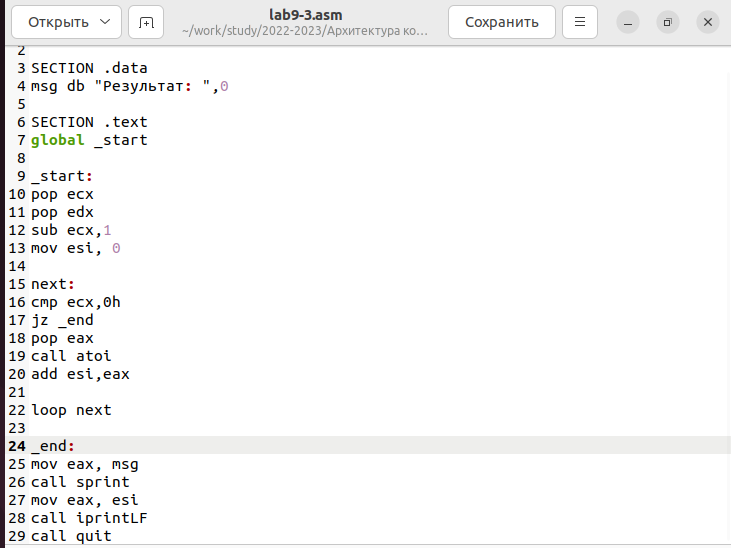 Открыть
lab9-3.asm
~/work/study/2022-2023/Архитектура ко...
Сохранить
2
3 SECTION .data
4 msg db "Результат: ",0
5
6 SECTION .text
7 global _start
8
9 _start:
10 pop ecx
11 pop edx
12 sub ecx,1
13 mov esi, 0
14
15 next:
16 cmp ecx,0h
17 jz _end
18 pop eax
19 call atoi
20 add esi,eax
21
22 loop next
23
24 _end:
25 mov eax, msg
26 call sprint
27 mov eax, esi
28 call iprintLF
29 call quit